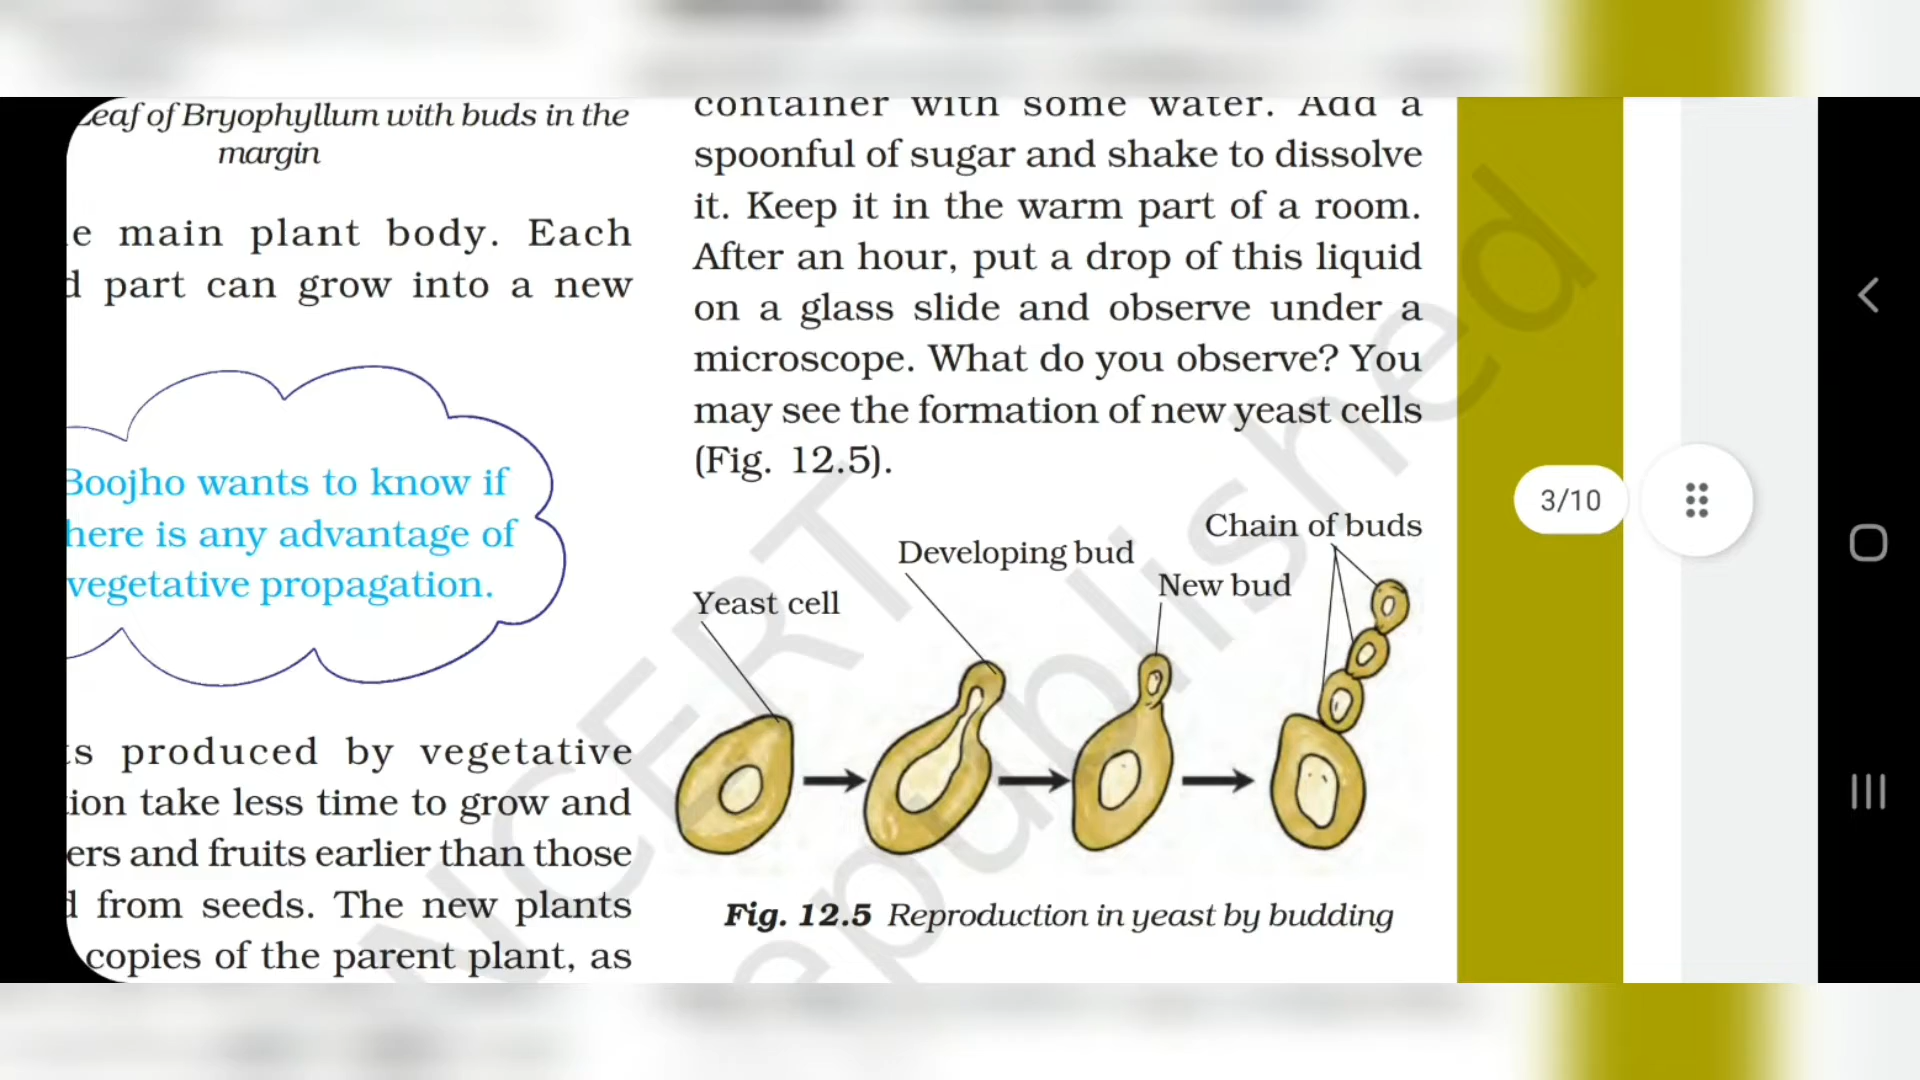 Leaf of Bryophyllum with buds in the
margin
main plant body. Each
part can grow into a new
Boojho wants to know if
there is any advantage of
vegetative propagation.
produced by vegetative
take less time to grow and
and fruits earlier than those
from seeds. The new plants
copies of the parent plant, as
container with some water. Add a
spoonful of sugar and shake to dissolve
it. Keep it in the warm part of a room.
After an hour, put a drop of this liquid
on a glass slide and observe under a
microscope. What do you observe? You
may see the formation of new yeast cells
(Fig. 12.5).
Chain of buds
Developing bud
New bud
Yeast cell
Fig. 12.5 Reproduction in yeast by budding
NCERT
republished
3/10